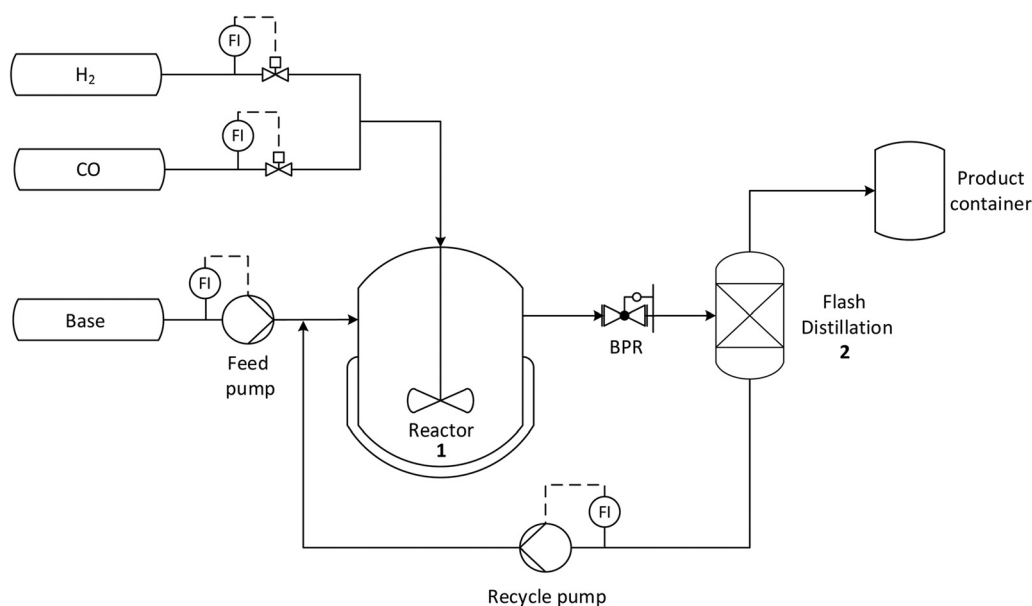 FI
H₂
FI
CO
FI
Base
Feed
pump
Reactor
1
BPR
Flash
Distillation
2
Product
container
FI
Recycle pump